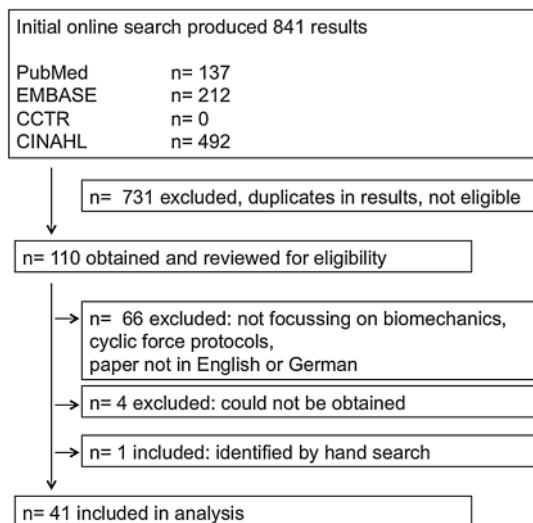 Initial online search produced 841 results
PubMed n= 137
EMBASE n= 212
CCTR n= 0
CINAHL n= 492
n= 731 excluded, duplicates in results, not eligible
n= 110 obtained and reviewed for eligibility
n= 66 excluded: not focussing on biomechanics,
cyclic force protocols,
paper not in English or German
n= 4 excluded: could not be obtained
n= 1 included: identified by hand search
n= 41 included in analysis